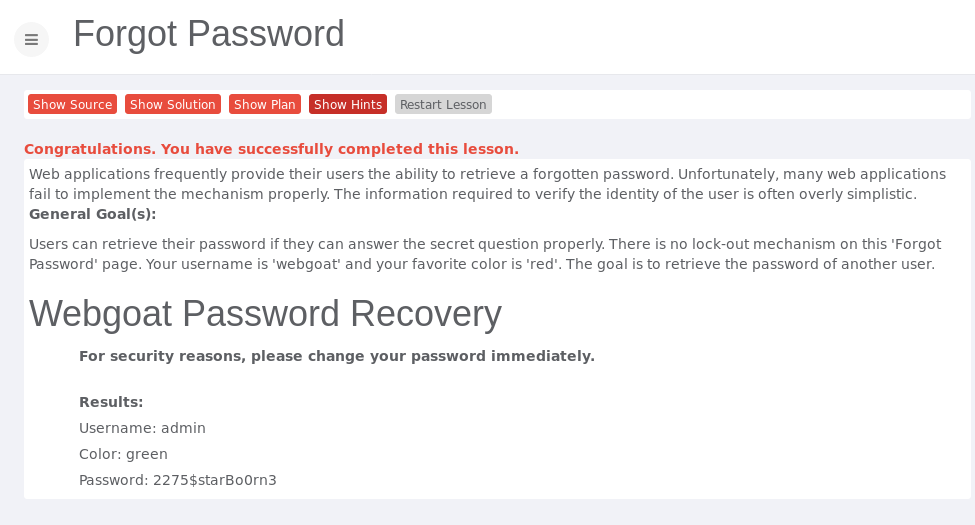 Forgot Password
Show Source Show Solution Show Plan Show Hints Restart Lesson
Congratulations. You have successfully completed this lesson.
Web applications frequently provide their users the ability to retrieve a forgotten password. Unfortunately, many web applications
fail to implement the mechanism properly. The information required to verify the identity of the user is often overly simplistic.
General Goal(s):
Users can retrieve their password if they can answer the secret question properly. There is no lock-out mechanism on this 'Forgot
Password' page. Your username is 'webgoat' and your favorite color is 'red'. The goal is to retrieve the password of another user.
Webgoat Password Recovery
For security reasons, please change your password immediately.
Results:
Username: admin
Color: green
Password: 2275$starBo0rn3